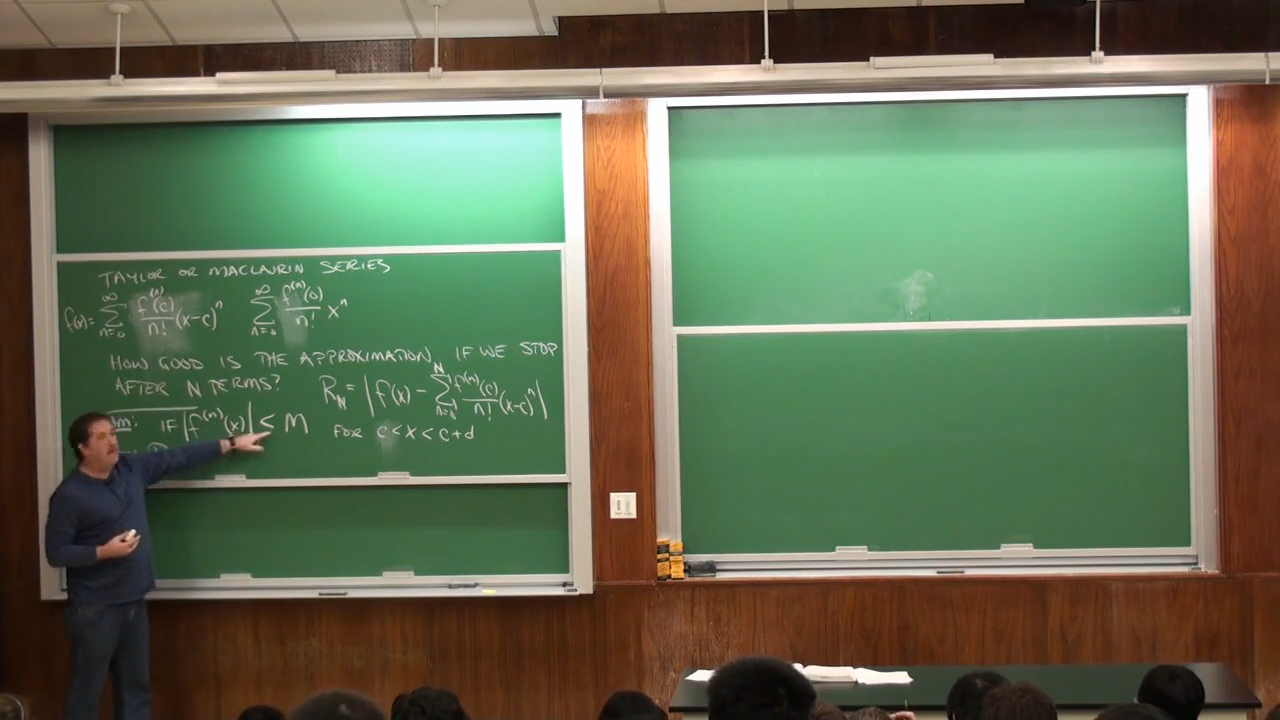 TAYLOR OR MACLAURIN SERIES
f(x) = ∑_{n=0}^{∞} f^{(n)}(c)/n! (x-c)^n   ∑_{n=0}^{∞} f^{(n)}(0)/n! x^n
HOW GOOD IS THE APPROXIMATION IF WE STOP
AFTER N TERMS?   R_N = | f(x) - ∑_{n=0}^{N} f^{(n)}(c)/n! (x-c)^n |
IF |f^{(n)}(x)| ≤ M   FOR c < x < c+d